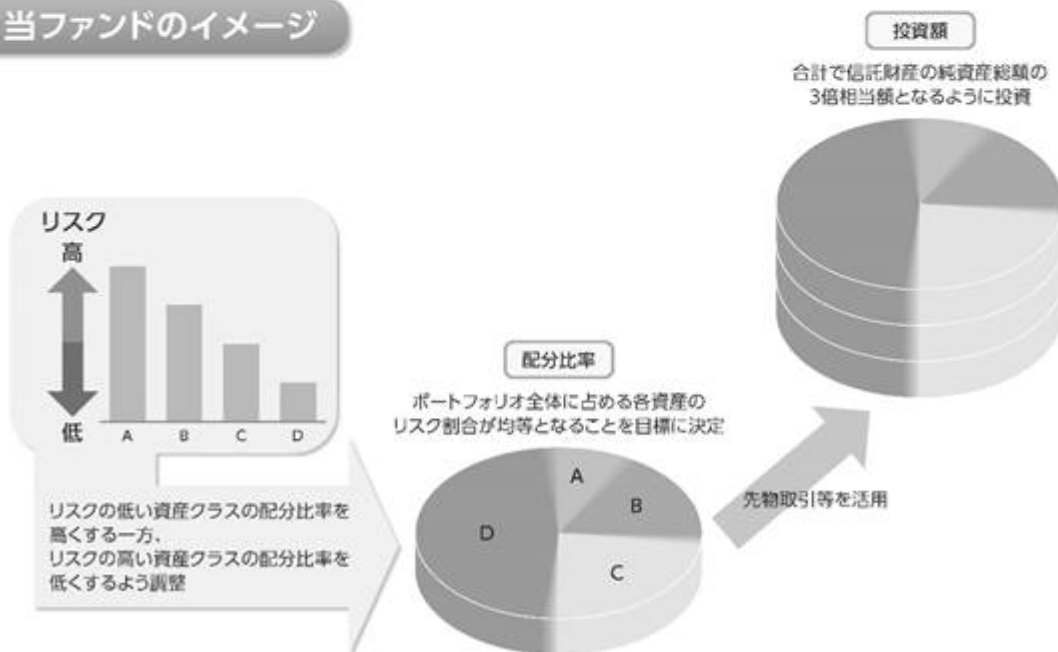 当ファンドのイメージ
投資額
合計で信託財産の純資産総額の
3倍相当額となるように投資
リスク
高
低
A B C D
リスクの低い資産クラスの配分比率を
高くする一方、
リスクの高い資産クラスの配分比率を
低くするよう調整
配分比率
ポートフォリオ全体に占める各資産の
リスク割合が均等となることを目標に決定
A
B
C
D
先物取引等を活用